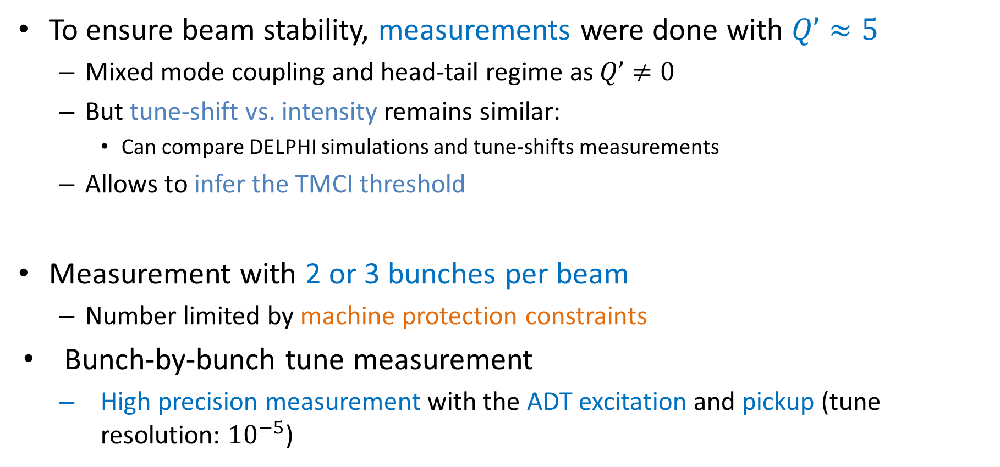 • To ensure beam stability, measurements were done with Q’ ≈ 5
– Mixed mode coupling and head-tail regime as Q’ ≠ 0
– But tune-shift vs. intensity remains similar:
• Can compare DELPHI simulations and tune-shifts measurements
– Allows to infer the TMCI threshold
• Measurement with 2 or 3 bunches per beam
– Number limited by machine protection constraints
• Bunch-by-bunch tune measurement
– High precision measurement with the ADT excitation and pickup (tune
resolution: 10⁻⁵)